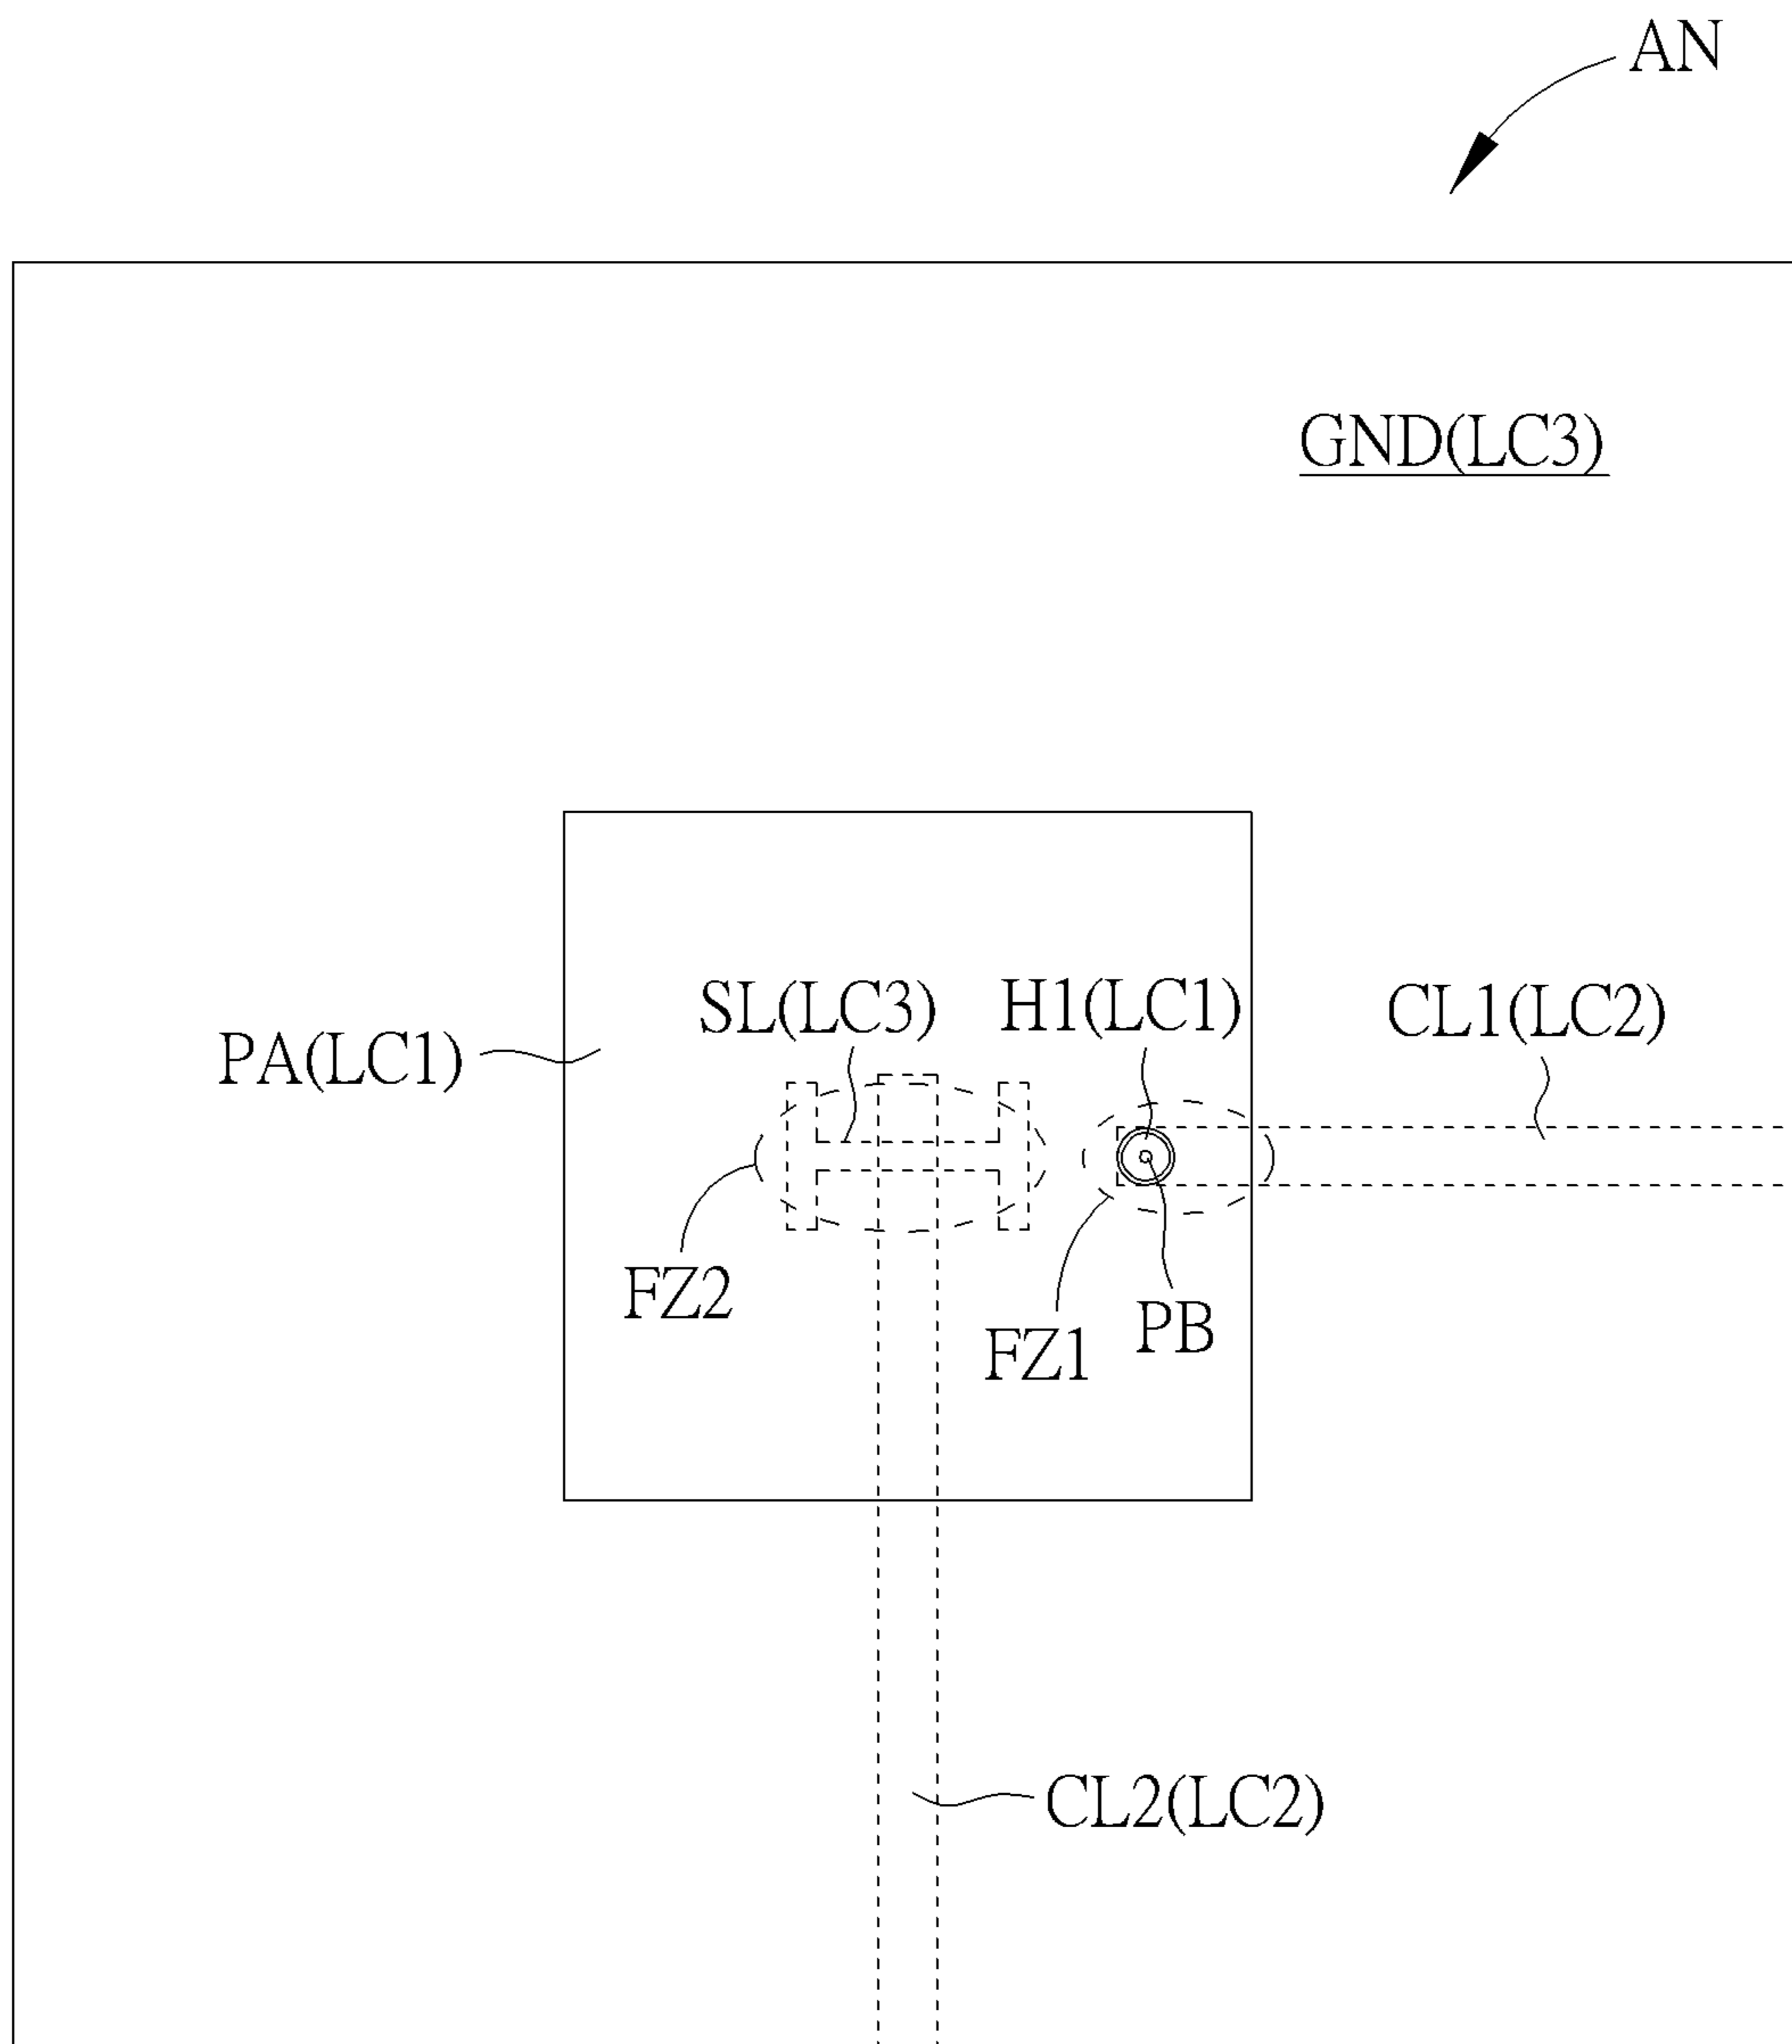 AN
GND(LC3)
SL(LC3)
H1(LC1)
CL1(LC2)
PA(LC1)
FZ2
FZ1
PB
CL2(LC2)